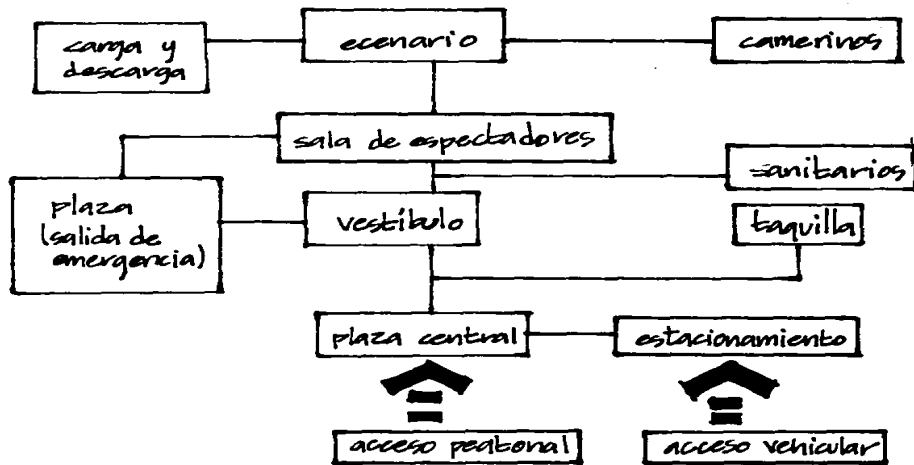 carga y
descarga
ecenario
camerinos
sala de espectadores
sanitarios
plaza
(salida de
emergencia)
vestíbulo
taquilla
plaza central
estacionamiento
acceso peatonal
acceso vehicular